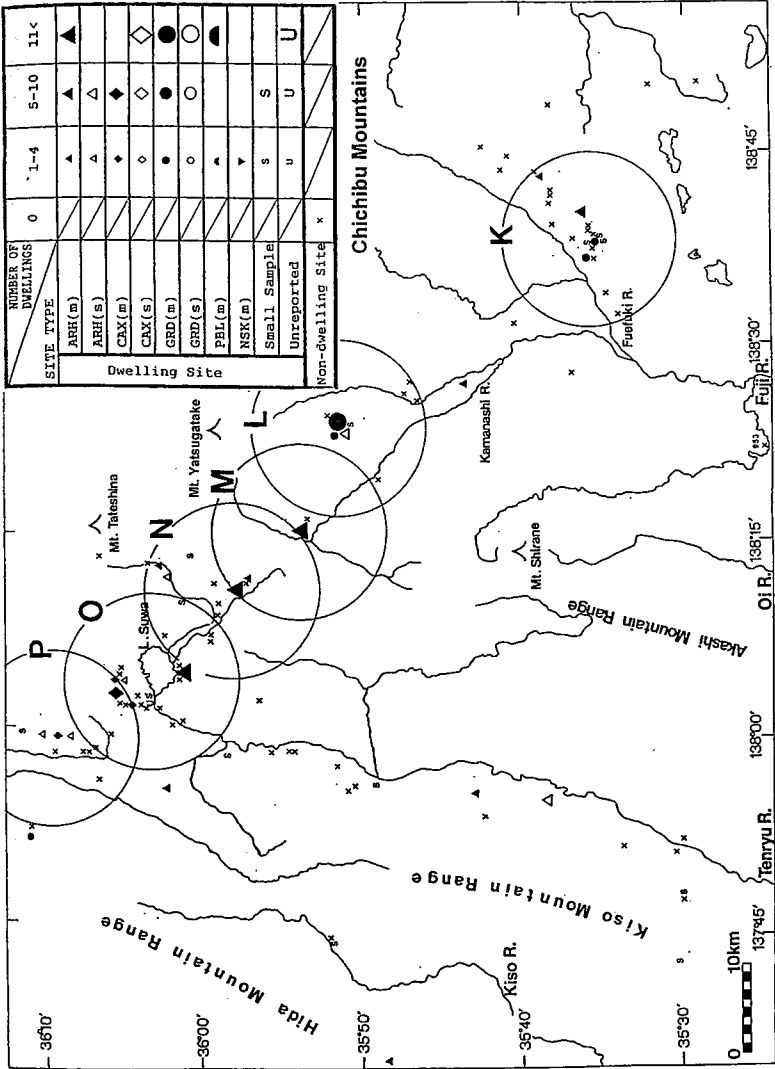 NUMBER OF DWELLINGS
SITE TYPE
0
1-4
5-10
11<
Dwelling Site
ARH(m)
ARH(s)
CAX(m)
CAX(s)
GRD(m)
GRD(s)
PBL(m)
NSK(m)
Small Sample
S
S
Unreported
U
U
U
Non-dwelling Site
x
Chichibu Mountains
K
Fuefuki R.
Mt. Yatsugatake
L
Kamanashi R.
Fuji R.
M
Mt. Tateshina
N
L. Suwa
O
P
Mt. Shirane
Oi R.
Akashi Mountain Range
Tenryu R.
Kiso Mountain Range
Kiso R.
Hida Mountain Range
10km
0
36°10'
36°00'
35°50'
35°40'
35°30'
138°45'
138°30'
138°15'
138°00'
137°45'